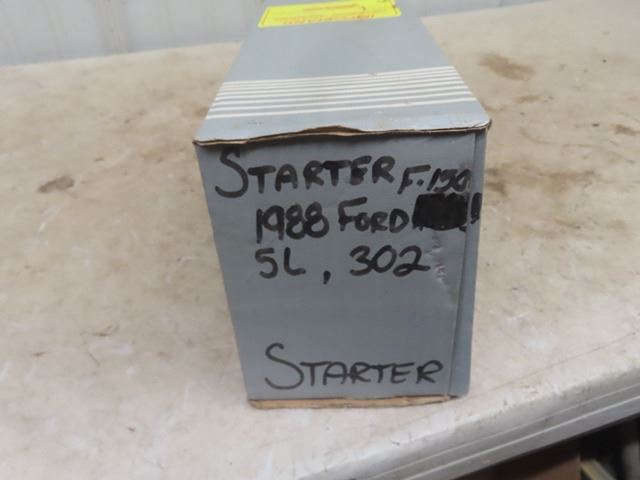 STARTER F-150
1988 FORD
5L, 302
STARTER